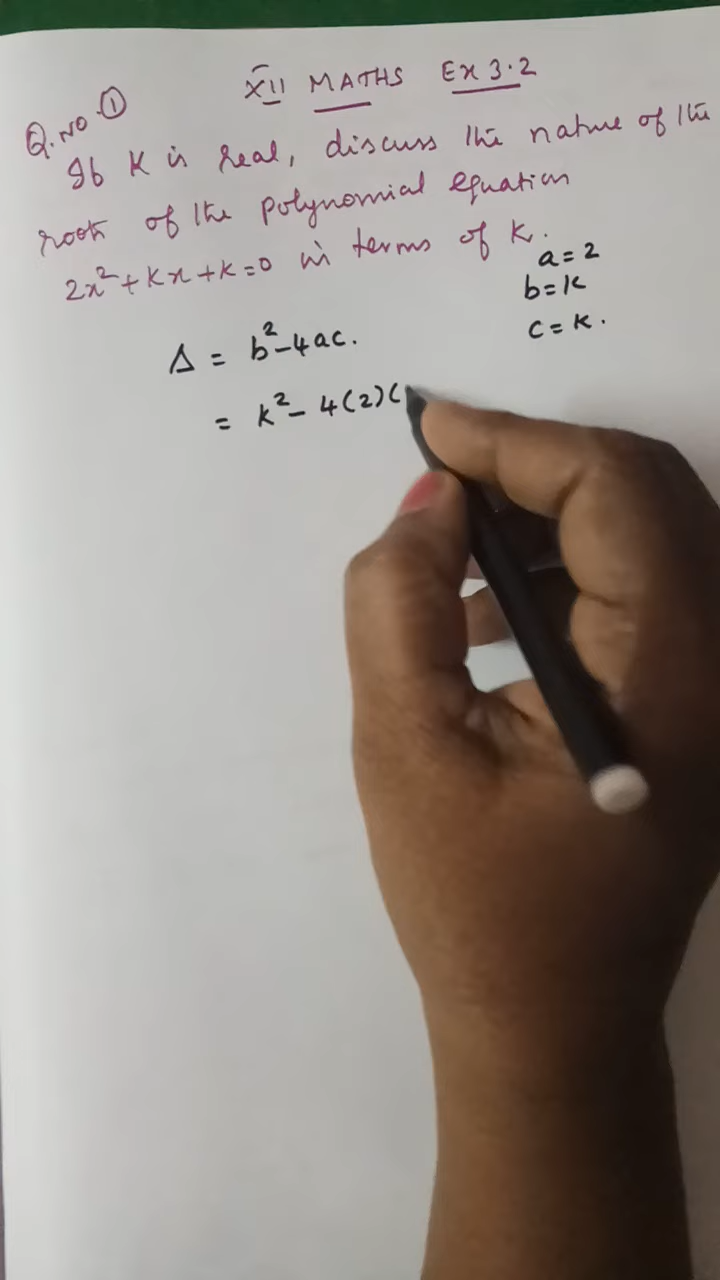 XII MATHS Ex 3.2
Q.No.①
If K is real, discuss the nature of the
roots of the polynomial equation
2x²+Kx+K=0 in terms of K.
a=2
b=K
c=K.
Δ = b²-4ac.
= K²- 4(2)(